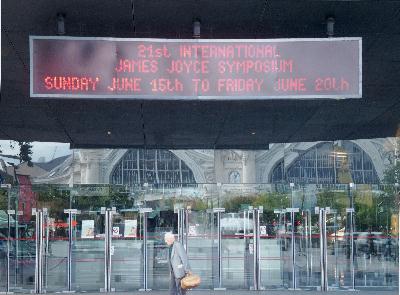 21st INTERNATIONAL
JAMES JOYCE SYMPOSIUM
SUNDAY JUNE 15th TO FRIDAY JUNE 20th